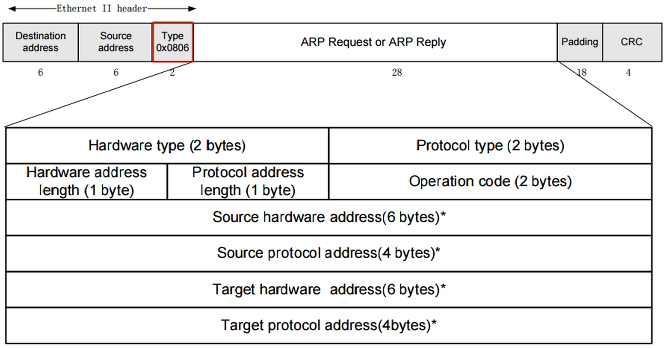 Ethernet II header
Destination
address
Source
address
Type
0x0806
ARP Request or ARP Reply
Padding
CRC
6
6
2
28
18
4
Hardware type (2 bytes)
Protocol type (2 bytes)
Hardware address
length (1 byte)
Protocol address
length (1 byte)
Operation code (2 bytes)
Source hardware address(6 bytes)*
Source protocol address(4 bytes)*
Target hardware  address(6 bytes)*
Target protocol address(4bytes)*